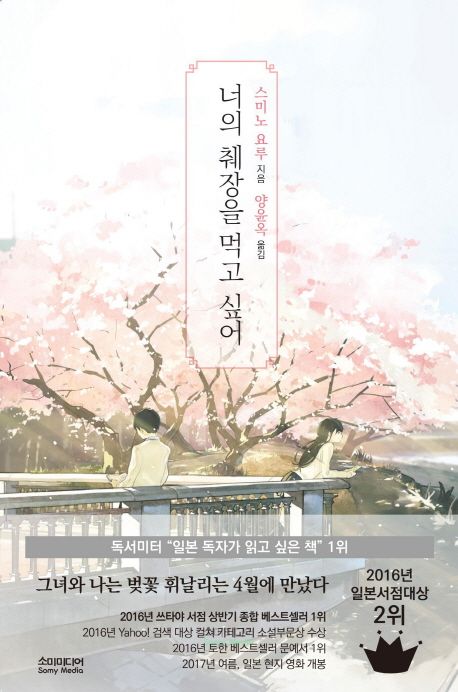 너의 췌장을 먹고 싶어
스미노 요루 지음 양윤옥 옮김
독서미터 “일본 독자가 읽고 싶은 책” 1위
그녀와 나는 벚꽃 휘날리는 4월에 만났다
2016년 쓰타야 서점 상반기 종합 베스트셀러 1위
2016년 Yahoo! 검색 대상 컬쳐 카테고리 소설부문상 수상
2016년 토한 베스트셀러 문예서 1위
2017년 여름, 일본 현지 영화 개봉
2016년
일본서점대상
2위
소미미디어
Somy Media